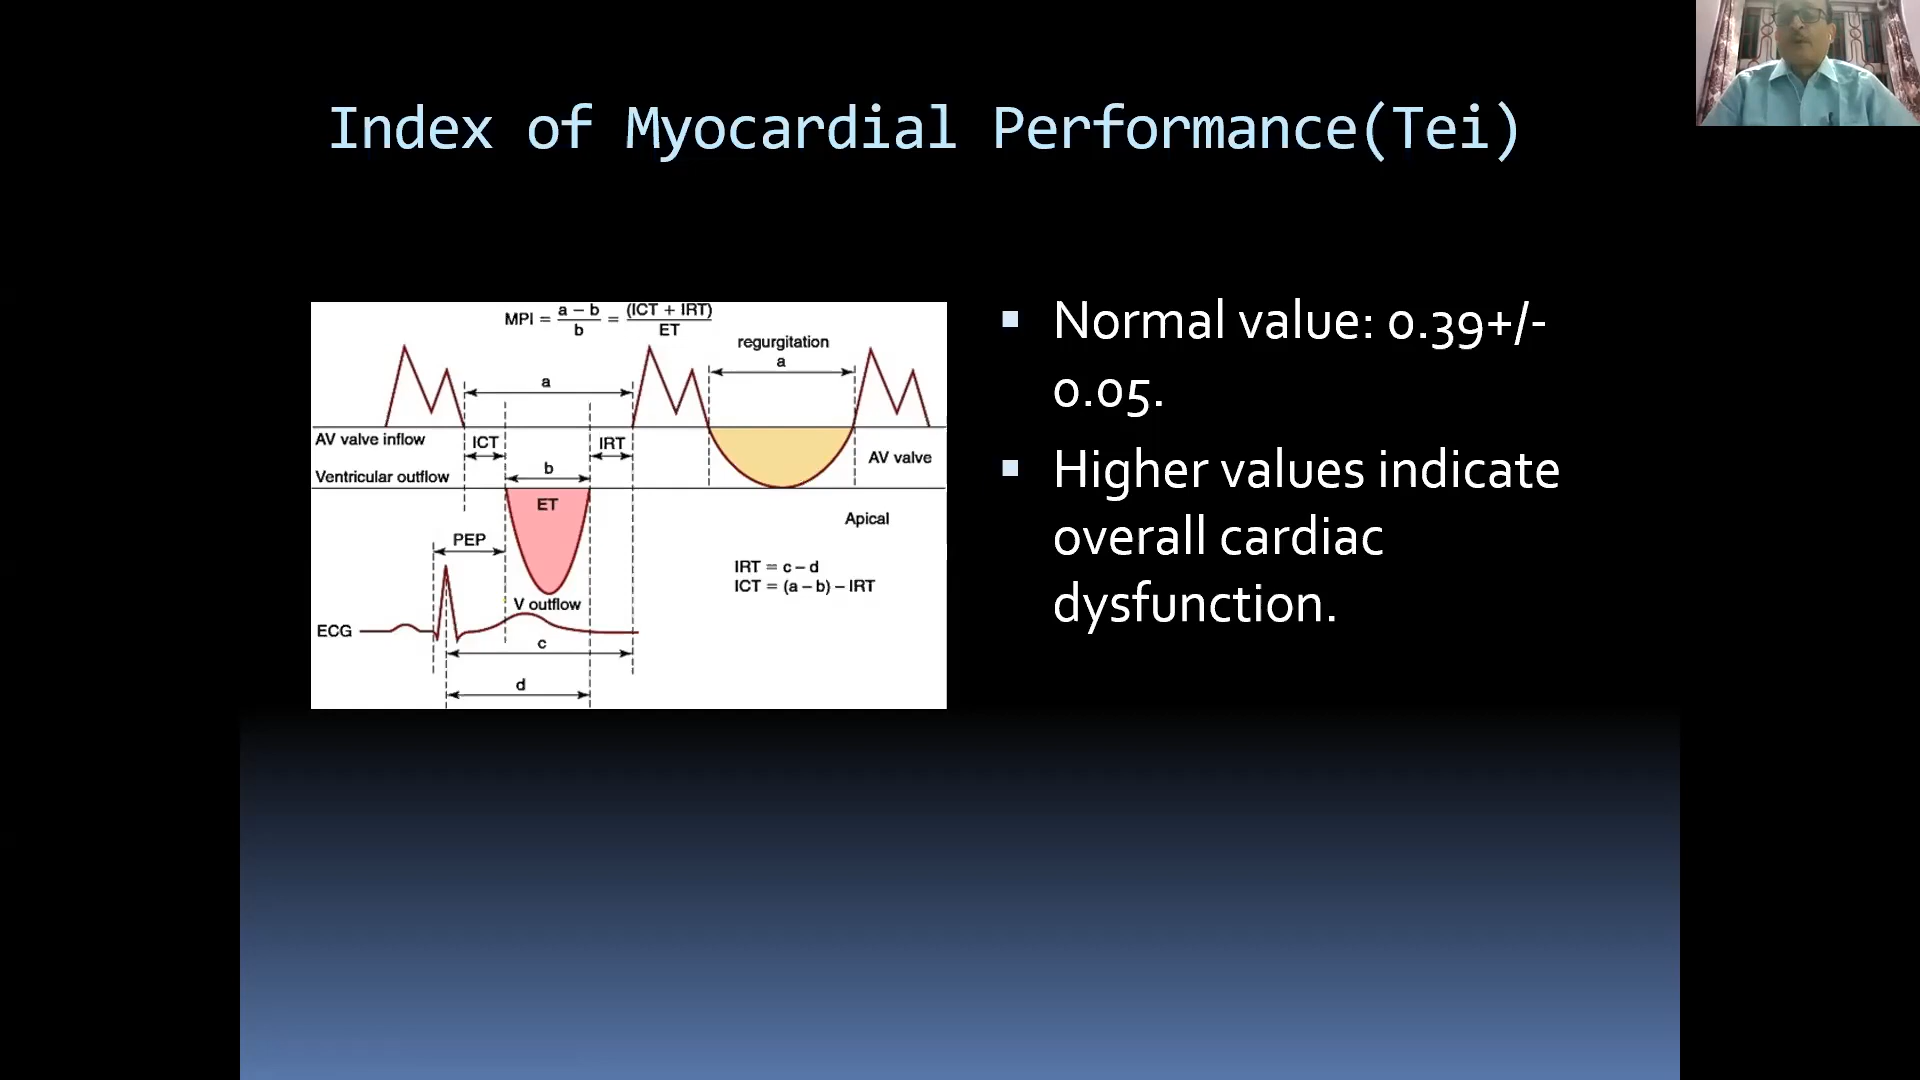 Index of Myocardial Performance(Tei)
MPI = a – b / b = (ICT + IRT) / ET
regurgitation
a
a
AV valve inflow
ICT
IRT
AV valve
b
Ventricular outflow
ET
Apical
PEP
IRT = c – d
ICT = (a – b) – IRT
V outflow
ECG
c
d
Normal value: 0.39+/-
0.05.
Higher values indicate
overall cardiac
dysfunction.